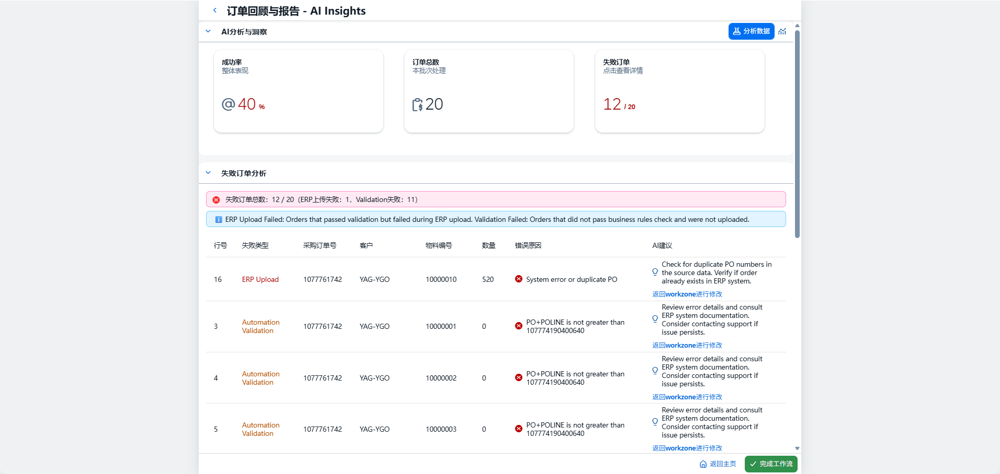 订单回顾与报告 - AI Insights
AI分析与洞察
分析数据
成功率
整体表现
40 %
订单总数
本批次处理
20
失败订单
点击查看详情
12 / 20
失败订单分析
失败订单总数：12 / 20（ERP上传失败：1，Validation失败：11）
ERP Upload Failed: Orders that passed validation but failed during ERP upload. Validation Failed: Orders that did not pass business rules check and were not uploaded.
行号 失败类型 采购订单号 客户 物料编号 数量 错误原因 AI建议
16 ERP Upload 1077761742 YAG-YGO 10000010 520 System error or duplicate PO
Check for duplicate PO numbers in
the source data. Verify if order
already exists in ERP system.
返回workzone进行修改
3 Automation
Validation
1077761742 YAG-YGO 10000001 0
PO+POLINE is not greater than
107774190400640
Review error details and consult
ERP system documentation.
Consider contacting support if
issue persists.
返回workzone进行修改
4 Automation
Validation
1077761742 YAG-YGO 10000002 0
PO+POLINE is not greater than
107774190400640
Review error details and consult
ERP system documentation.
Consider contacting support if
issue persists.
返回workzone进行修改
5 Automation
Validation
1077761742 YAG-YGO 10000003 0
PO+POLINE is not greater than
107774190400640
Review error details and consult
ERP system documentation.
Consider contacting support if
issue persists.
返回workzone进行修改
返回主页
完成工作流